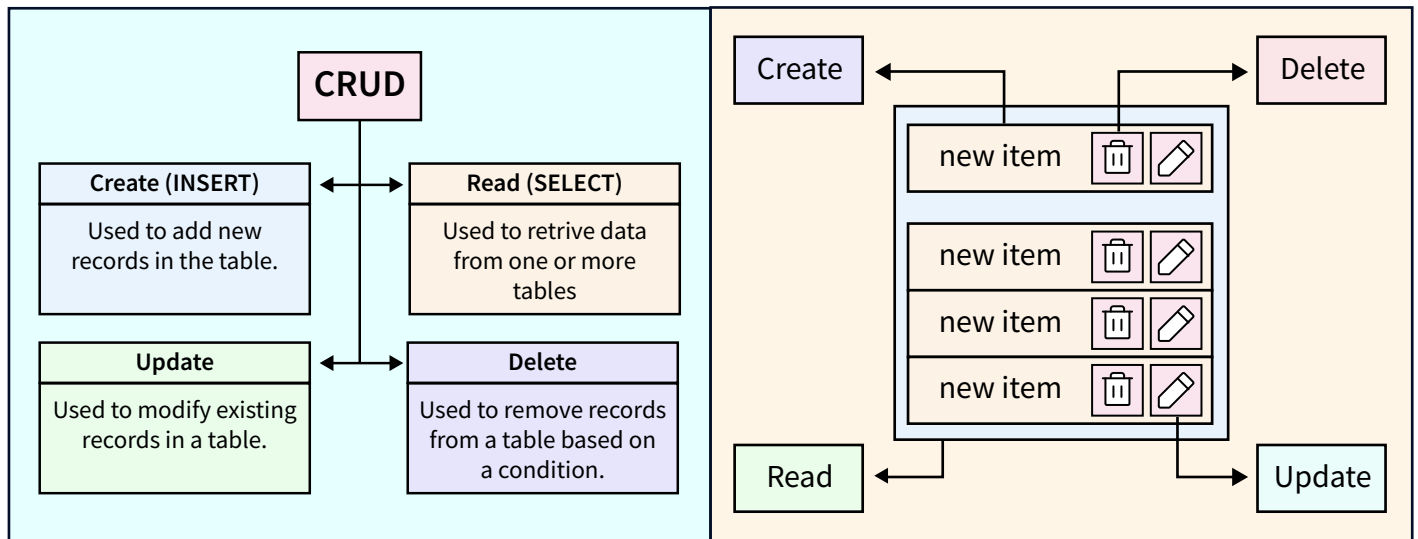 CRUD
Create (INSERT)
Used to add new
records in the table.
Read (SELECT)
Used to retrive data
from one or more
tables
Update
Used to modify existing
records in a table.
Delete
Used to remove records
from a table based on
a condition.
Create
Delete
new item
new item
new item
new item
Read
Update